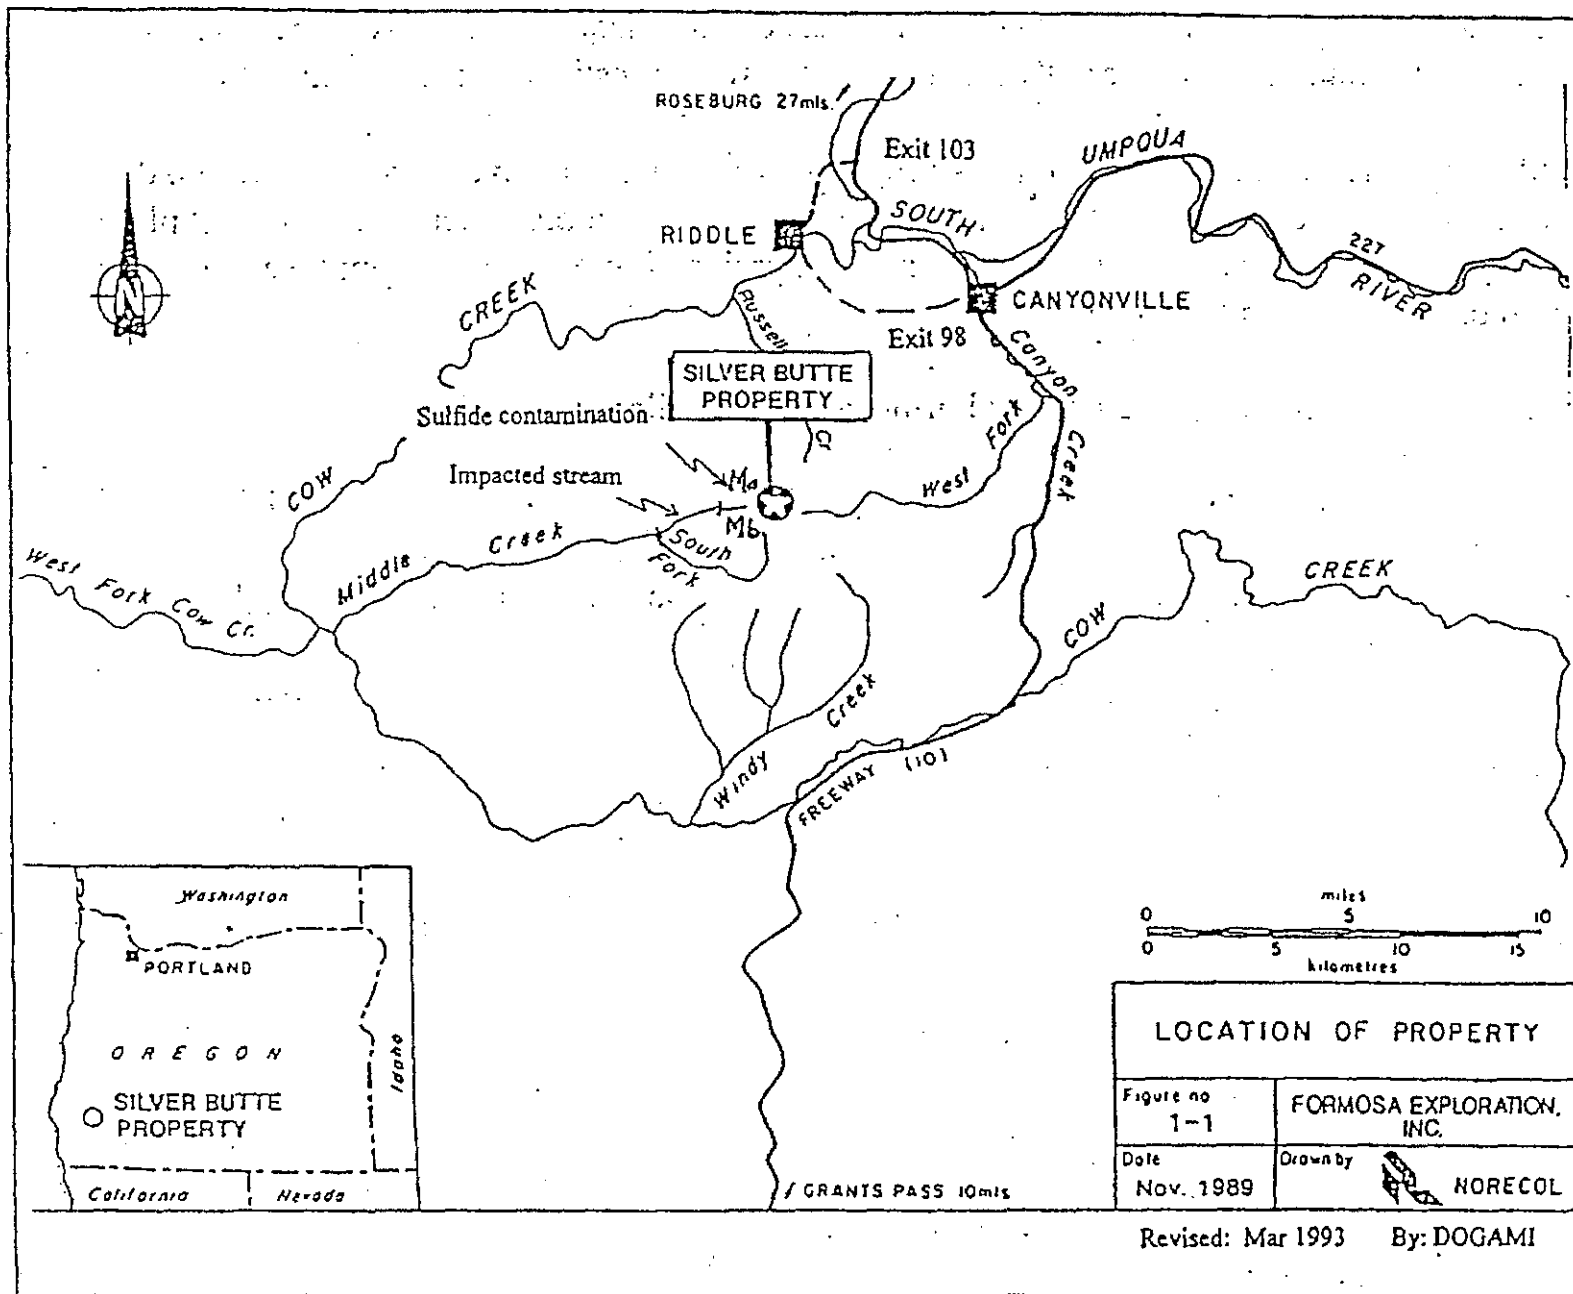 ROSEBURG 27mls.
Exit 103
UMPQUA
SOUTH
RIDDLE
227
RIVER
CREEK
Russell
CANYONVILLE
Exit 98
Canyon
SILVER BUTTE
PROPERTY
Sulfide contamination
Cr
Fork
Creek
Impacted stream
COW
Ma
West
Mb
Middle Creek
South
Fork
West Fork Cow Cr.
CREEK
COW
Creek
Windy
FREEWAY (101
Washington
PORTLAND
OREGON
Idaho
SILVER BUTTE
PROPERTY
California
Nevada
GRANTS PASS 10mls
miles
0 5 10
0 5 10 15
kilometres
LOCATION OF PROPERTY
Figure no
1-1
FORMOSA EXPLORATION,
INC.
Date
Nov. 1989
Drawn by
NORECOL
Revised: Mar 1993 By: DOGAMI
N